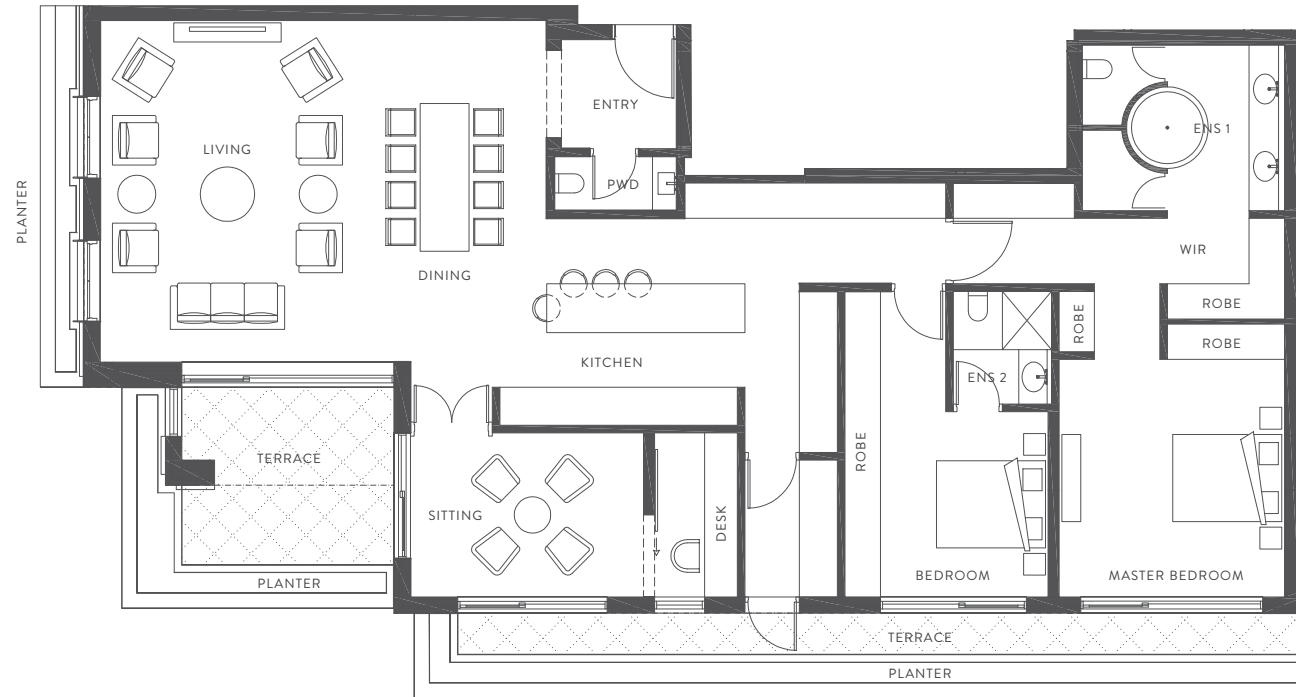 ENTRY
ENS 1
LIVING
PWD
PLANTER
WIR
DINING
ROBE
ROBE
ROBE
KITCHEN
ENS 2
TERRACE
ROBE
SITTING
DESK
BEDROOM
MASTER BEDROOM
PLANTER
TERRACE
PLANTER